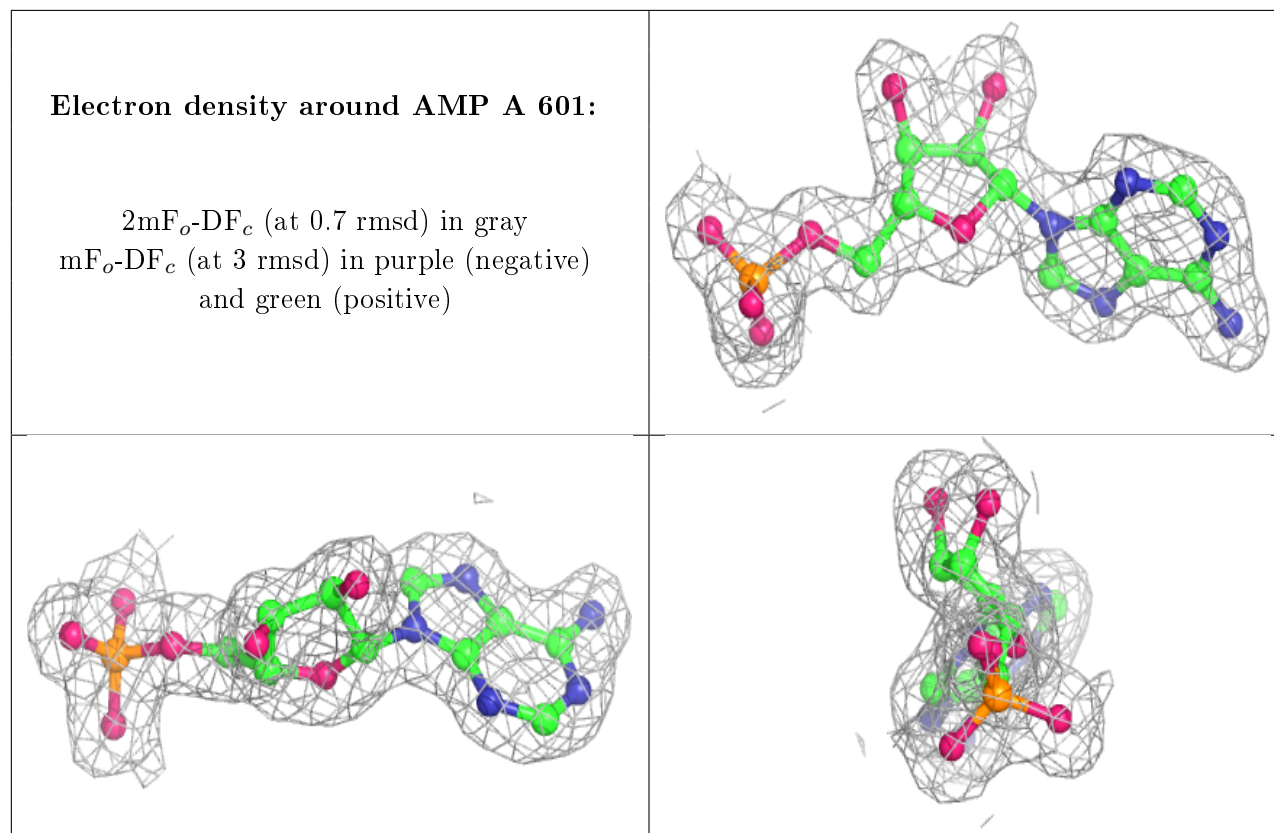 Electron density around AMP A 601:
2mFo-DFc (at 0.7 rmsd) in gray
mFo-DFc (at 3 rmsd) in purple (negative)
and green (positive)